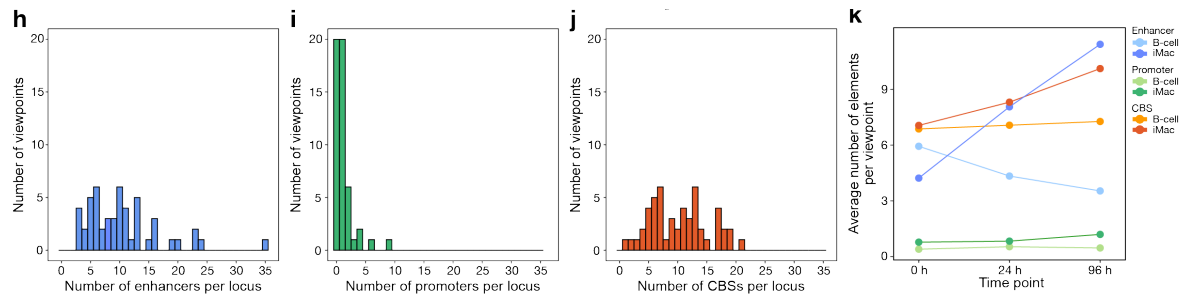 h
Number of viewpoints
20
15
10
5
0
0 5 10 15 20 25 30 35
Number of enhancers per locus
i
Number of viewpoints
20
15
10
5
0
0 5 10 15 20 25 30 35
Number of promoters per locus
j
Number of viewpoints
20
15
10
5
0
0 5 10 15 20 25 30 35
Number of CBSs per locus
k
Average number of elements
per viewpoint
9
6
3
0
0 h 24 h 96 h
Time point
Enhancer
B-cell
iMac
Promoter
B-cell
iMac
CBS
B-cell
iMac